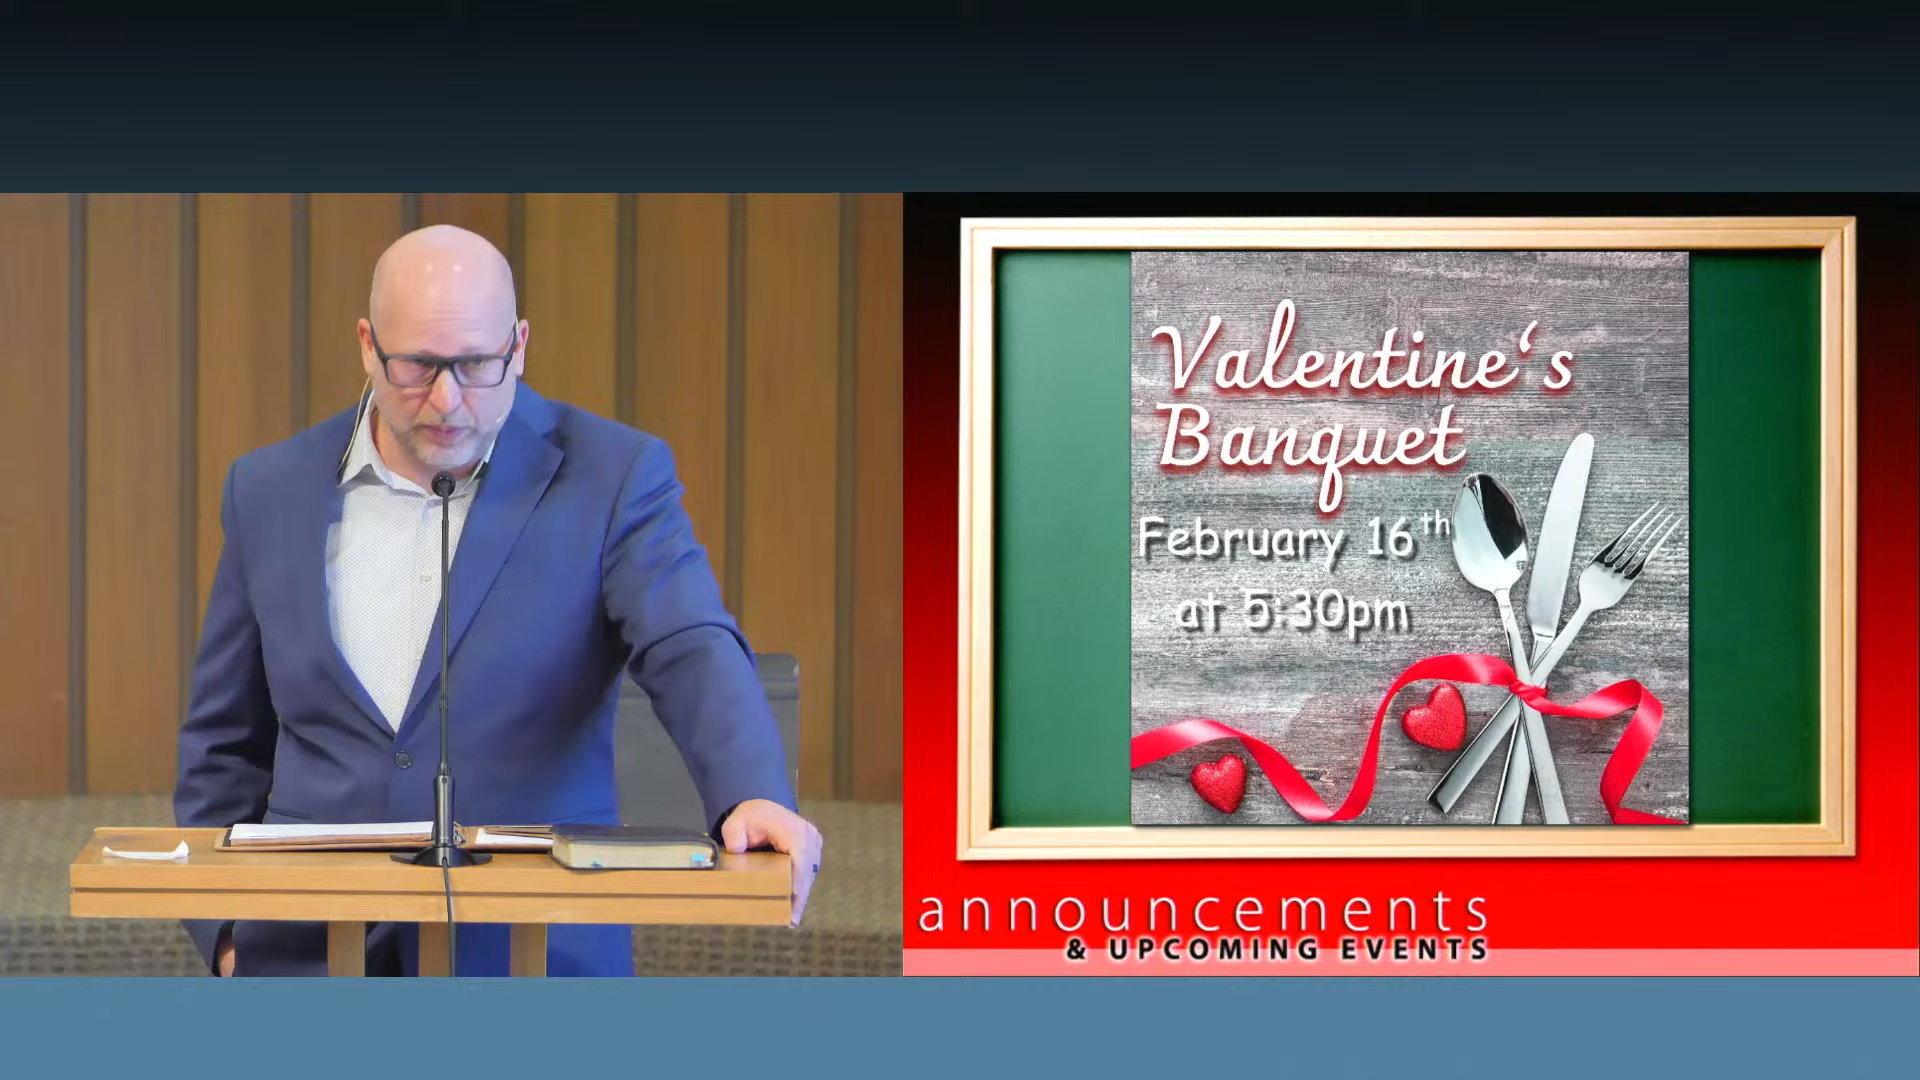 Valentine‘s
Banquet
February 16th
at 5:30pm
announcements
& UPCOMING EVENTS